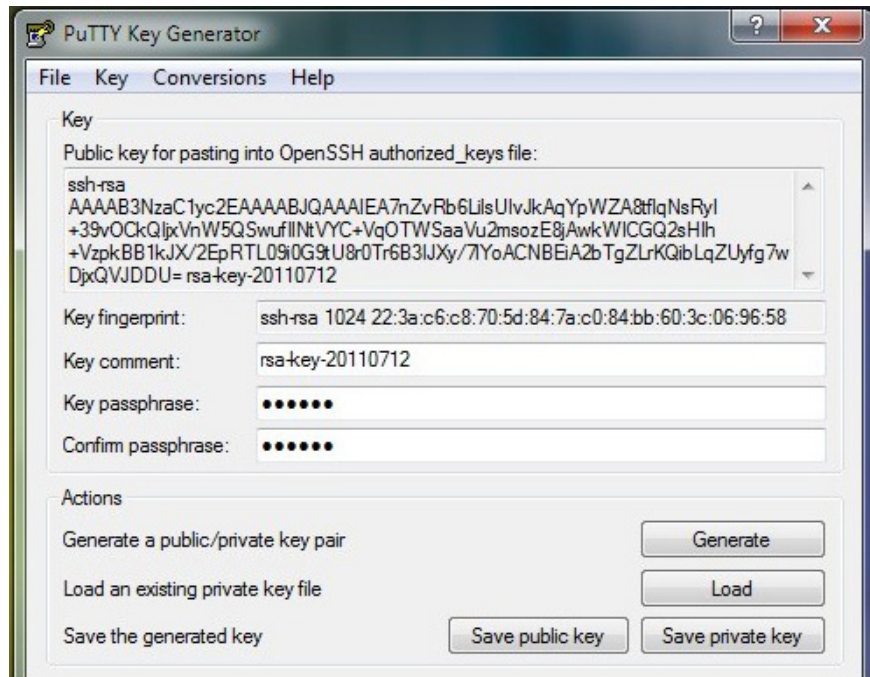 PuTTY Key Generator
?
X
File Key Conversions Help
Key
Public key for pasting into OpenSSH authorized_keys file:
ssh-rsa
+VzpkBB1kJX/2EpRTL09i0G9tU8r0Tr6B3IJXy/7lYoACNBEiA2bTgZLrKQibLqZUyfg7w
DjxQVJDDU= rsa-key-20110712
Key fingerprint:
ssh-rsa 1024 22:3a:c6:c8:70:5d:84:7a:c0:84:bb:60:3c:06:96:58
Key comment:
rsa-key-20110712
Key passphrase:
••••••
Confirm passphrase:
••••••
Actions
Generate a public/private key pair
Generate
Load an existing private key file
Load
Save the generated key
Save public key
Save private key